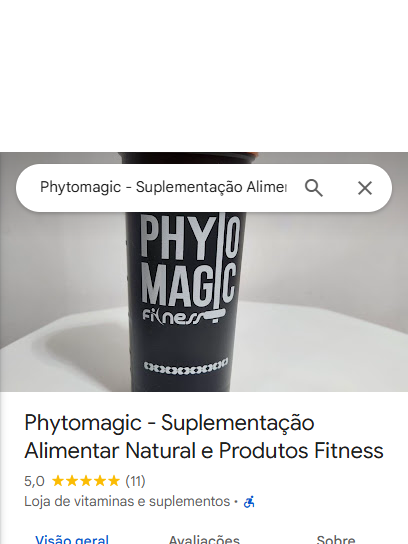 Phytomagic - Suplementação Alimen
PHYTO
MAGIC
fitness
Phytomagic - Suplementação
Alimentar Natural e Produtos Fitness
5,0 (11)
Loja de vitaminas e suplementos ·
Visão geral Avaliações Sobre